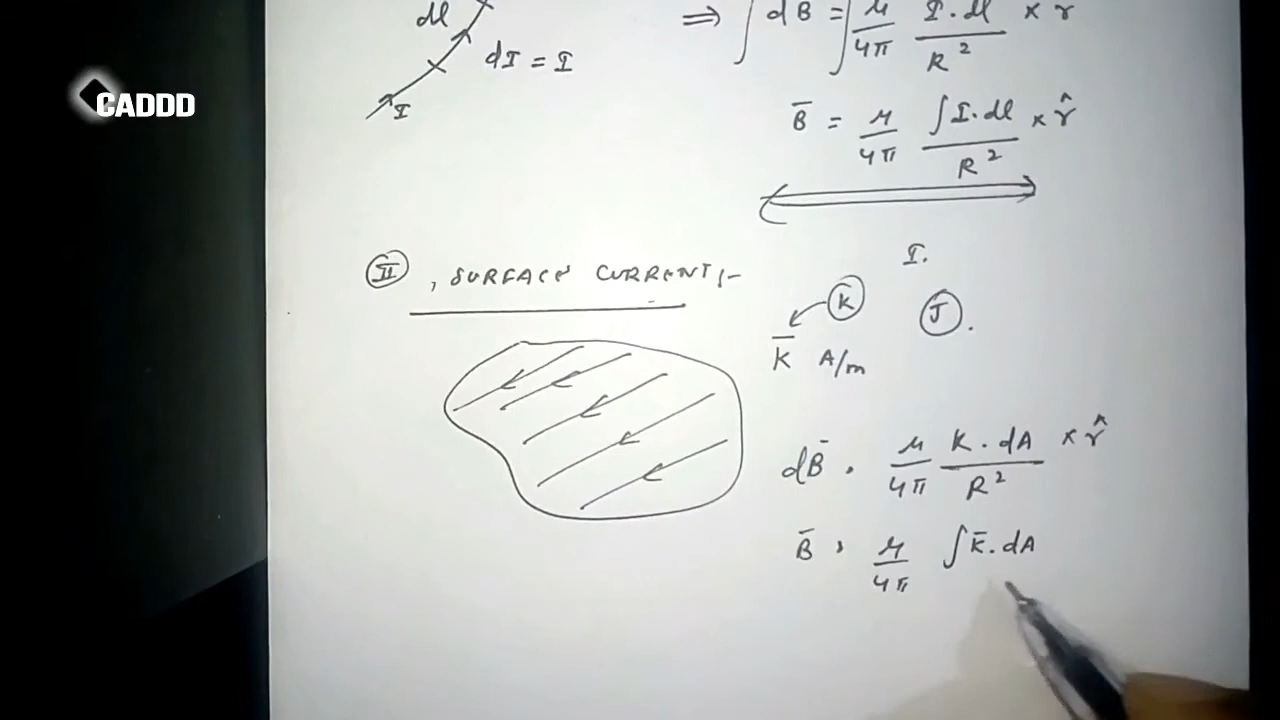 dl
dI = I
I
CADDD
⇒ ∫ dB = ∫ μ/4π I·dl/R² × r
B̄ = μ/4π ∫I·dl/R² × r̂
II , SURFACE CURRENT:-
I.
K J.
K̄ A/m
dB̄ = μ/4π K·dA/R² × r̂
B̄ = μ/4π ∫K̄·dA